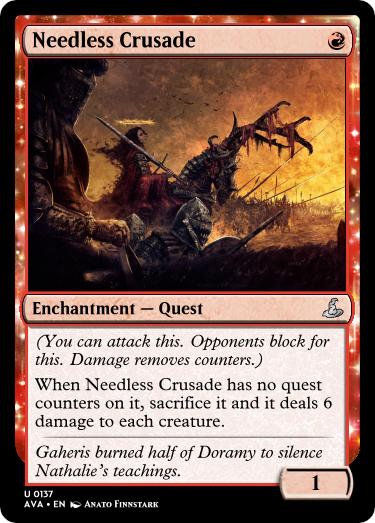 Needless Crusade
Enchantment — Quest
(You can attack this. Opponents block for
this. Damage removes counters.)
When Needless Crusade has no quest
counters on it, sacrifice it and it deals 6
damage to each creature.
Gaheris burned half of Doramy to silence
Nathalie's teachings.
1
U 0137
AVA • EN Anato Finnstark